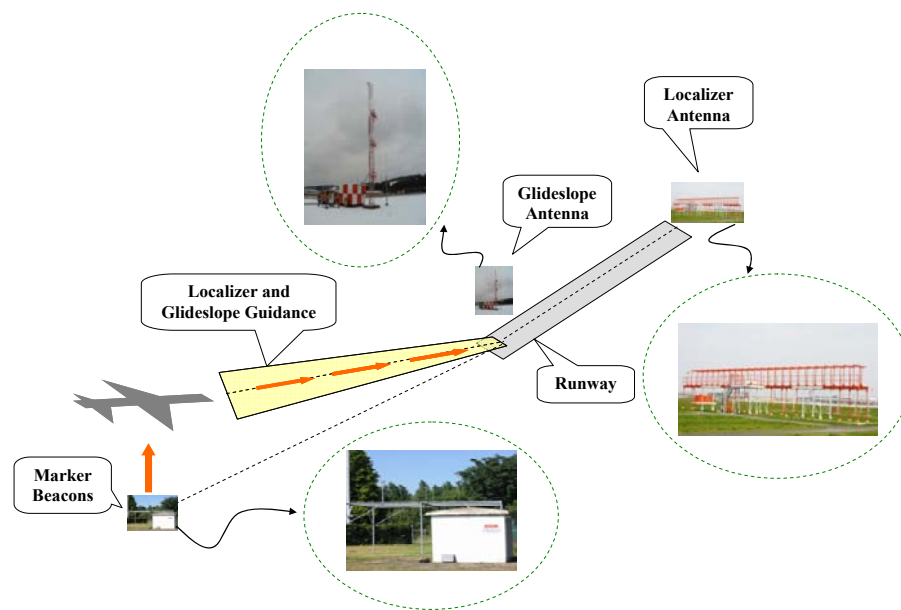 Localizer
Antenna
Glideslope
Antenna
Localizer and
Glideslope Guidance
Runway
Marker
Beacons